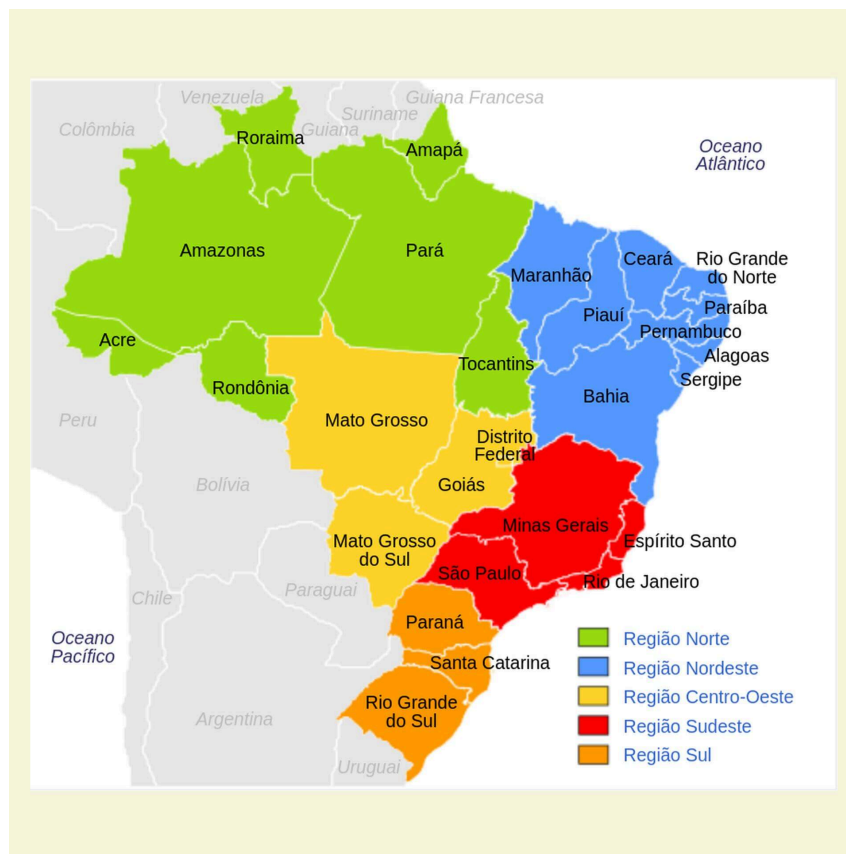 Venezuela
Guiana Francesa
Suriname
Colômbia
Guiana
Roraima
Amapá
Oceano
Atlântico
Amazonas
Pará
Ceará
Rio Grande
do Norte
Maranhão
Piauí
Paraíba
Pernambuco
Acre
Alagoas
Tocantins
Sergipe
Rondônia
Bahia
Peru
Mato Grosso
Distrito
Federal
Bolívia
Goiás
Minas Gerais
Mato Grosso
do Sul
Espírito Santo
São Paulo
Rio de Janeiro
Paraguai
Chile
Paraná
Oceano
Pacífico
Santa Catarina
Rio Grande
do Sul
Argentina
Uruguai
Região Norte
Região Nordeste
Região Centro-Oeste
Região Sudeste
Região Sul